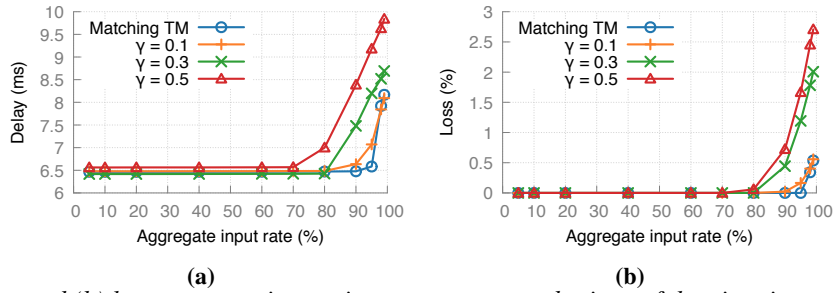 10
9.5
9
8.5
8
7.5
7
6.5
6
Delay (ms)
Matching TM
γ = 0.1
γ = 0.3
γ = 0.5
0 10 20 30 40 50 60 70 80 90 100
Aggregate input rate (%)
(a)
3
2.5
2
1.5
1
0.5
0
Loss (%)
Matching TM
γ = 0.1
γ = 0.3
γ = 0.5
0 10 20 30 40 50 60 70 80 90 100
Aggregate input rate (%)
(b)